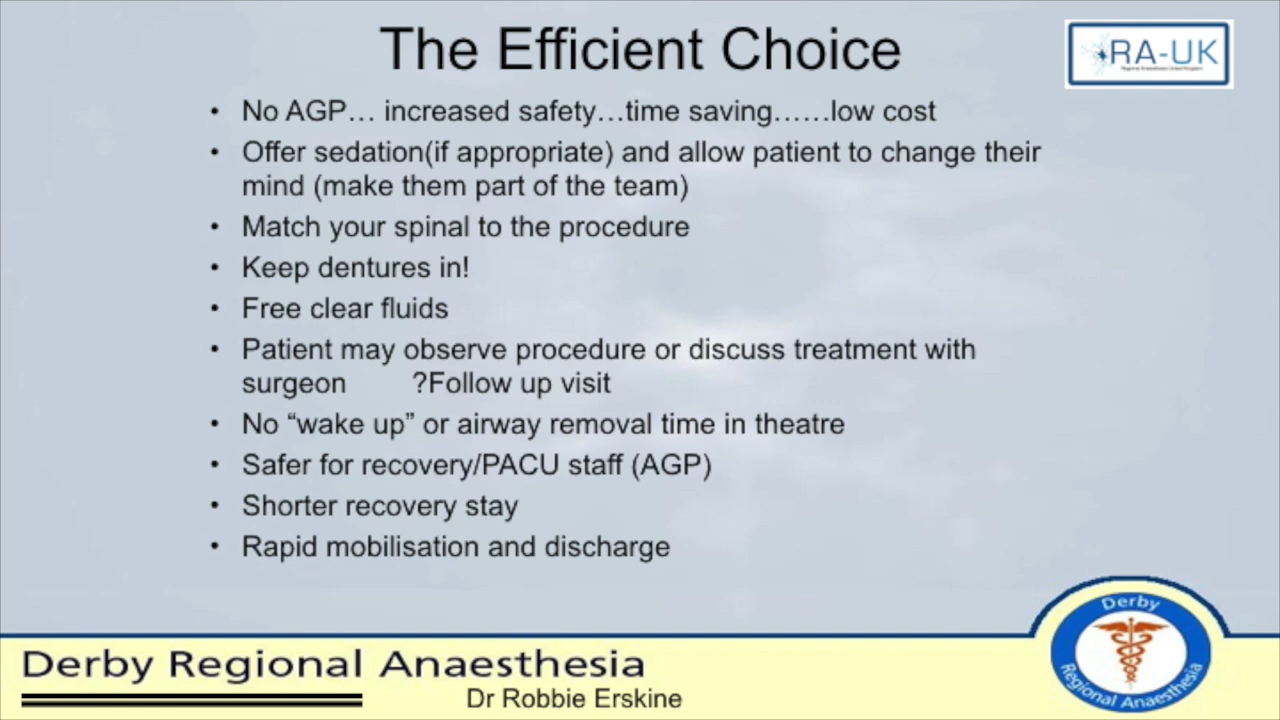 The Efficient Choice
RA-UK
Regional Anaesthesia United Kingdom
• No AGP… increased safety…time saving……low cost
• Offer sedation(if appropriate) and allow patient to change their
mind (make them part of the team)
• Match your spinal to the procedure
• Keep dentures in!
• Free clear fluids
• Patient may observe procedure or discuss treatment with
surgeon ?Follow up visit
• No “wake up” or airway removal time in theatre
• Safer for recovery/PACU staff (AGP)
• Shorter recovery stay
• Rapid mobilisation and discharge
Derby Regional Anaesthesia
Dr Robbie Erskine
Derby
Regional Anaesthesia